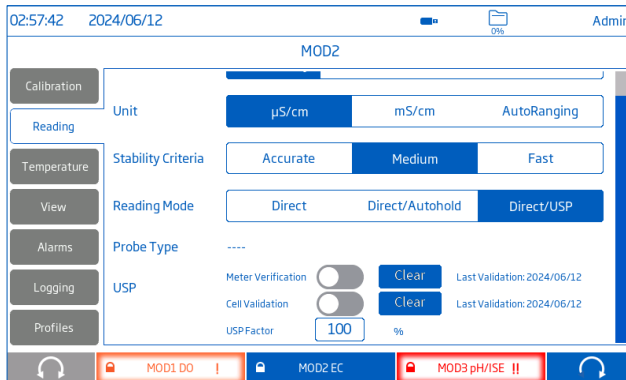 02:57:42 2024/06/12 0% Admin
MOD2
Calibration
Unit µS/cm mS/cm AutoRanging
Reading
Stability Criteria Accurate Medium Fast
Temperature
View Reading Mode Direct Direct/Autohold Direct/USP
Alarms Probe Type ----
Logging USP Meter Verification Clear Last Validation: 2024/06/12
Cell Validation Clear Last Validation: 2024/06/12
Profiles USP Factor 100 %
MOD1 DO ! MOD2 EC MOD3 pH/ISE !!